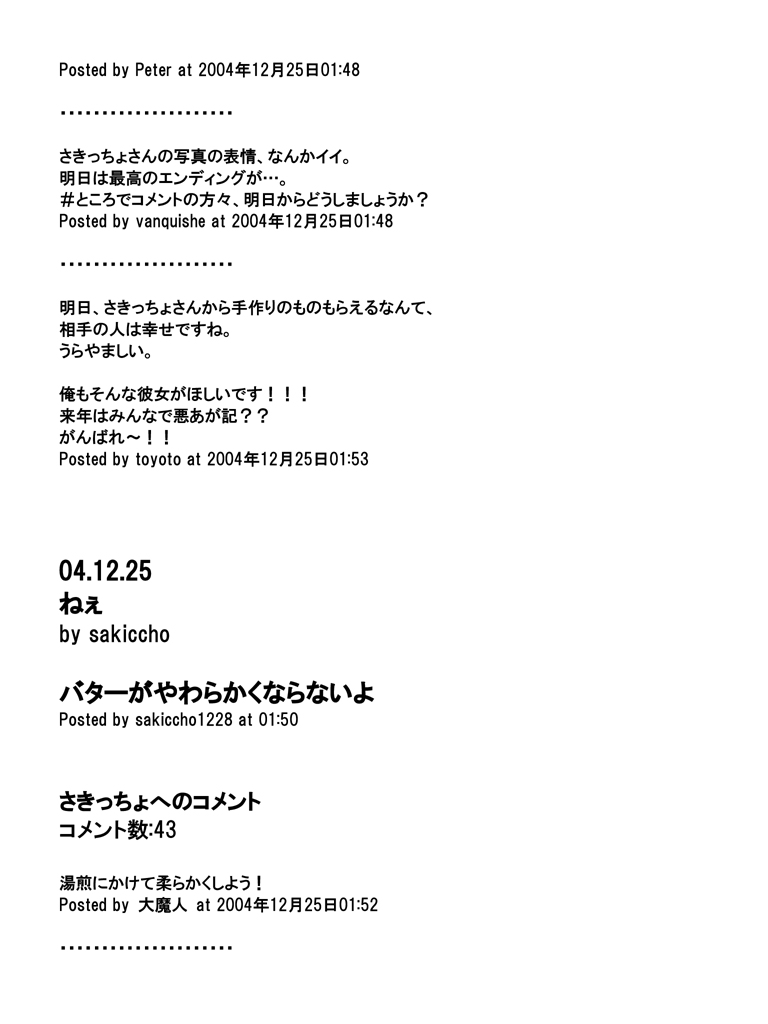 Posted by Peter at 2004年12月25日01:48
・・・・・・・・・・・・・・・・・・・・・
さきっちょさんの写真の表情、なんかイイ。
明日は最高のエンディングが…。
＃ところでコメントの方々、明日からどうしましょうか？
Posted by vanquishe at 2004年12月25日01:48
・・・・・・・・・・・・・・・・・・・・・
明日、さきっちょさんから手作りのものもらえるなんて、
相手の人は幸せですね。
うらやましい。
俺もそんな彼女がほしいです！！！
来年はみんなで悪あが記？？
がんばれ～！！
Posted by toyoto at 2004年12月25日01:53
04.12.25
ねぇ
by sakiccho
バターがやわらかくならないよ
Posted by sakiccho1228 at 01:50
さきっちょへのコメント
コメント数:43
湯煎にかけて柔らかくしよう！
Posted by 大魔人 at 2004年12月25日01:52
・・・・・・・・・・・・・・・・・・・・・